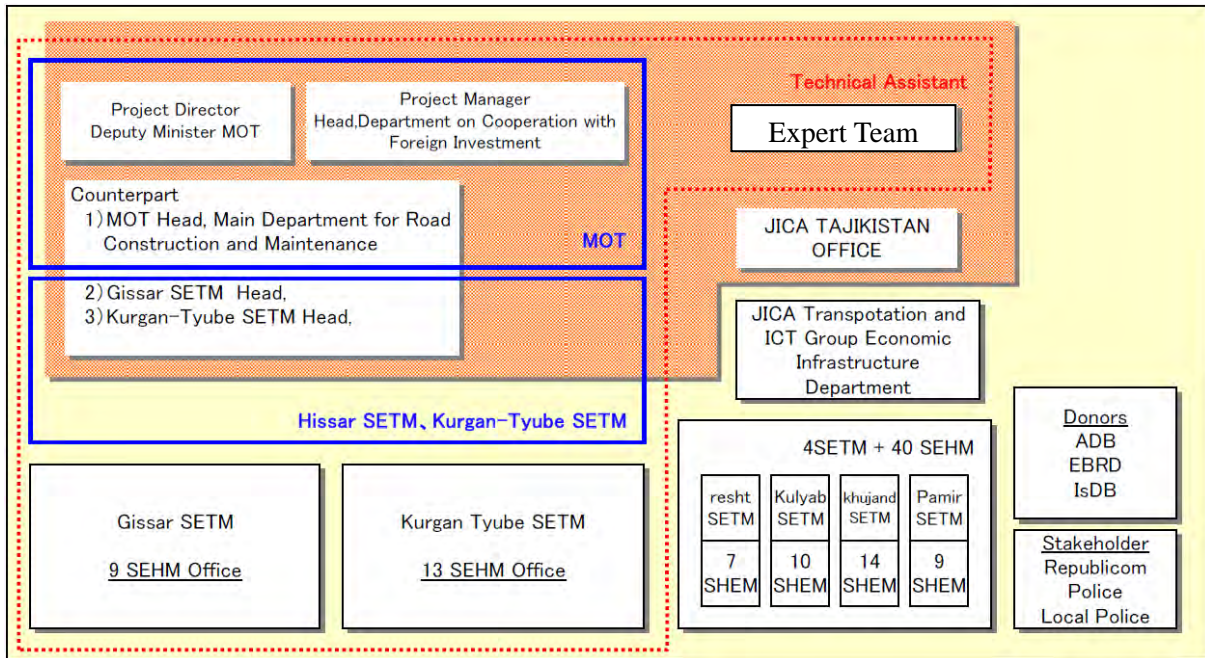 Technical Assistant
Project Director
Deputy Minister MOT
Project Manager
Head,Department on Cooperation with
Foreign Investment
Expert Team
Counterpart
1)MOT Head, Main Department for Road
Construction and Maintenance
MOT
JICA TAJIKISTAN
OFFICE
2)Gissar SETM Head,
3)Kurgan-Tyube SETM Head,
JICA Transpotation and
ICT Group Economic
Infrastructure
Department
Hissar SETM、Kurgan-Tyube SETM
Gissar SETM
9 SEHM Office
Kurgan Tyube SETM
13 SEHM Office
4SETM + 40 SEHM
resht
SETM
7
SHEM
Kulyab
SETM
10
SHEM
khujand
SETM
14
SHEM
Pamir
SETM
9
SHEM
Donors
ADB
EBRD
IsDB
Stakeholder
Republicom
Police
Local Police